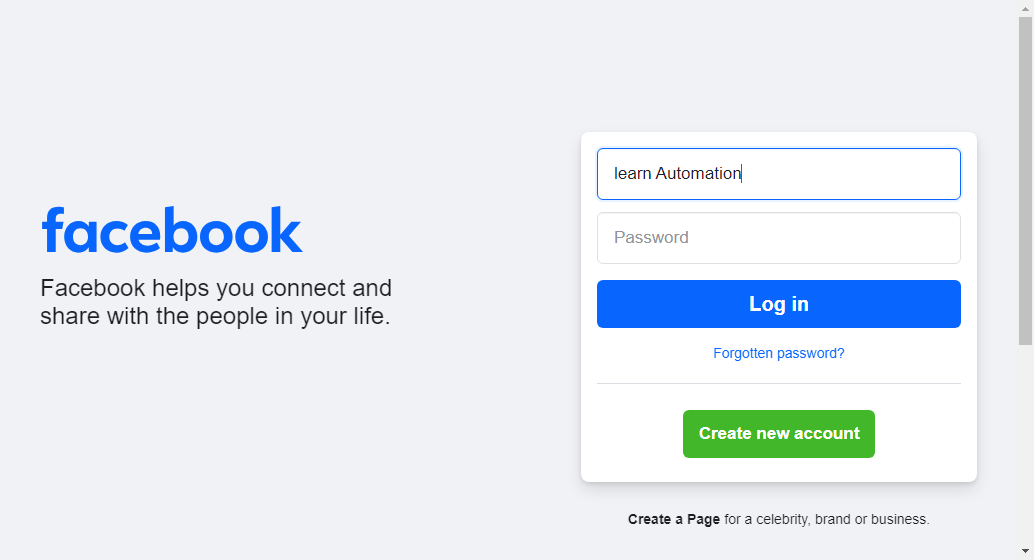 facebook
Facebook helps you connect and
share with the people in your life.
learn Automation
Password
Log in
Forgotten password?
Create new account
Create a Page for a celebrity, brand or business.